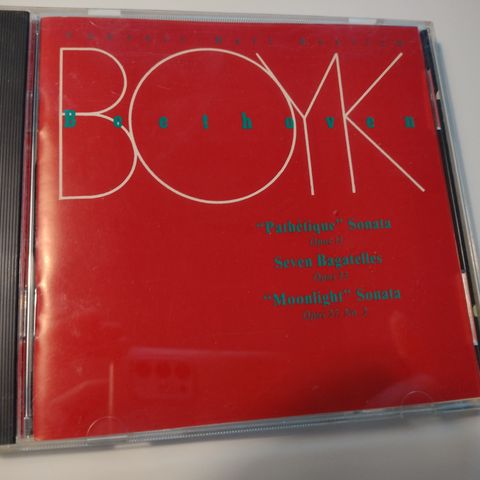 BOYK
Beethoven
"Pathétique" Sonata
Opus 13
Seven Bagatelles
Opus 33
"Moonlight" Sonata
Opus 27, No. 2